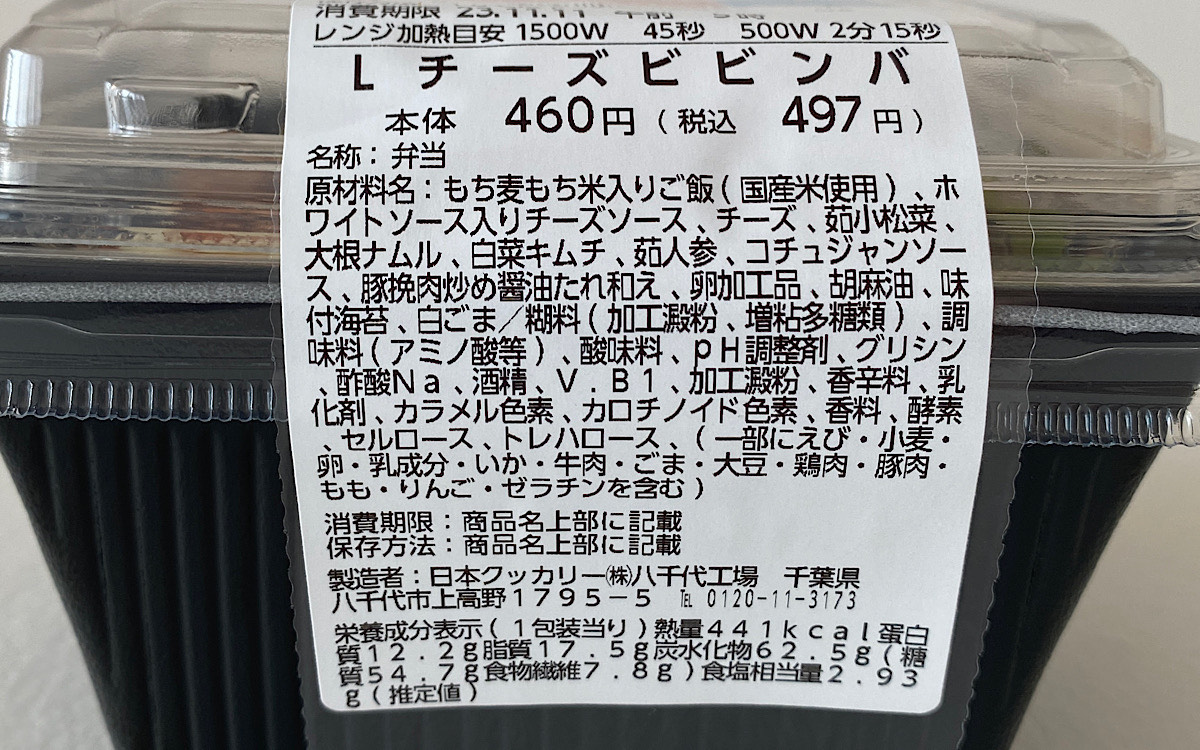 消費期限 23.11.11 午前
レンジ加熱目安 1500W 45秒 500W 2分15秒
Lチーズビビンバ
本体 460円(税込 497円)
名称:弁当
原材料名:もち麦もち米入りご飯(国産米使用)、ホ
ワイトソース入りチーズソース、チーズ、茹小松菜、
大根ナムル、白菜キムチ、茹人参、コチュジャンソー
ス、豚挽肉炒め醤油たれ和え、卵加工品、胡麻油、味
付海苔、白ごま/糊料(加工澱粉、増粘多糖類)、調
味料(アミノ酸等)、酸味料、pH調整剤、グリシン
、酢酸Na、酒精、V.B1、加工澱粉、香辛料、乳
化剤、カラメル色素、カロチノイド色素、香料、酵素
、セルロース、トレハロース、(一部にえび・小麦・
卵・乳成分・いか・牛肉・ごま・大豆・鶏肉・豚肉・
もも・りんご・ゼラチンを含む)
消費期限:商品名上部に記載
保存方法:商品名上部に記載
製造者:日本クッカリー㈱八千代工場 千葉県
八千代市上高野1795-5 ℡ 0120-11-3173
栄養成分表示(1包装当り)熱量441kcal蛋白
質12.2g脂質17.5g炭水化物62.5g(糖
質54.7g食物繊維7.8g)食塩相当量2.93
g(推定値)